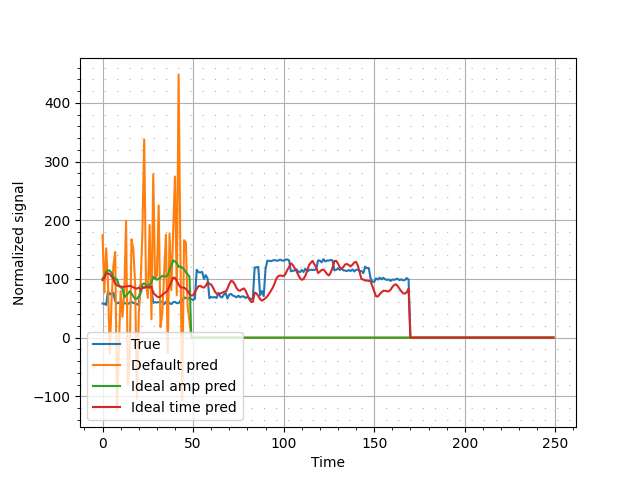 Normalized signal
400
300
200
100
0
−100
True
Default pred
Ideal amp pred
Ideal time pred
0 50 100 150 200 250
Time